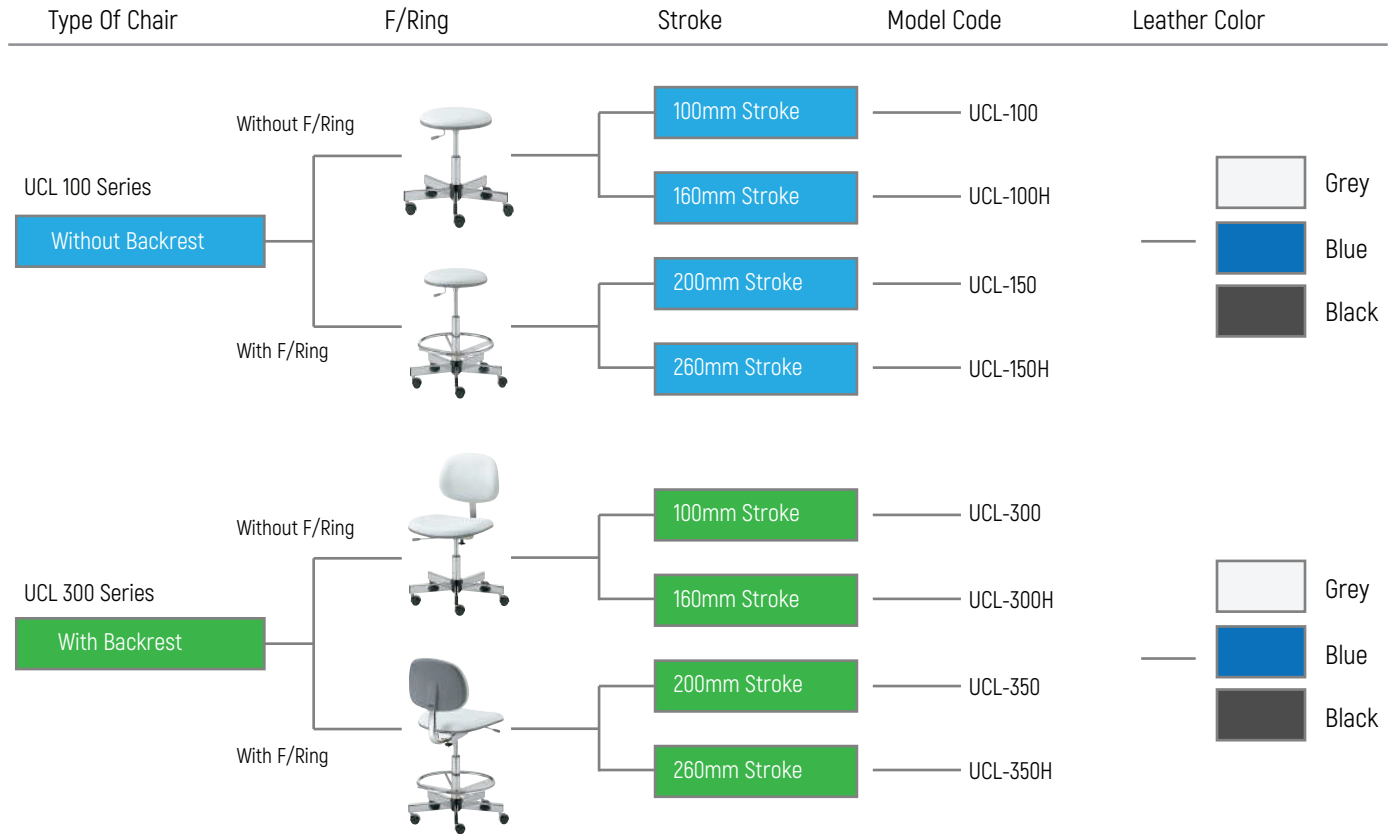 Type Of Chair F/Ring Stroke Model Code Leather Color
Without F/Ring
100mm Stroke UCL-100
UCL 100 Series
Without Backrest
160mm Stroke UCL-100H
With F/Ring
200mm Stroke UCL-150
260mm Stroke UCL-150H
Grey
Blue
Black
Without F/Ring
100mm Stroke UCL-300
UCL 300 Series
With Backrest
160mm Stroke UCL-300H
With F/Ring
200mm Stroke UCL-350
260mm Stroke UCL-350H
Grey
Blue
Black